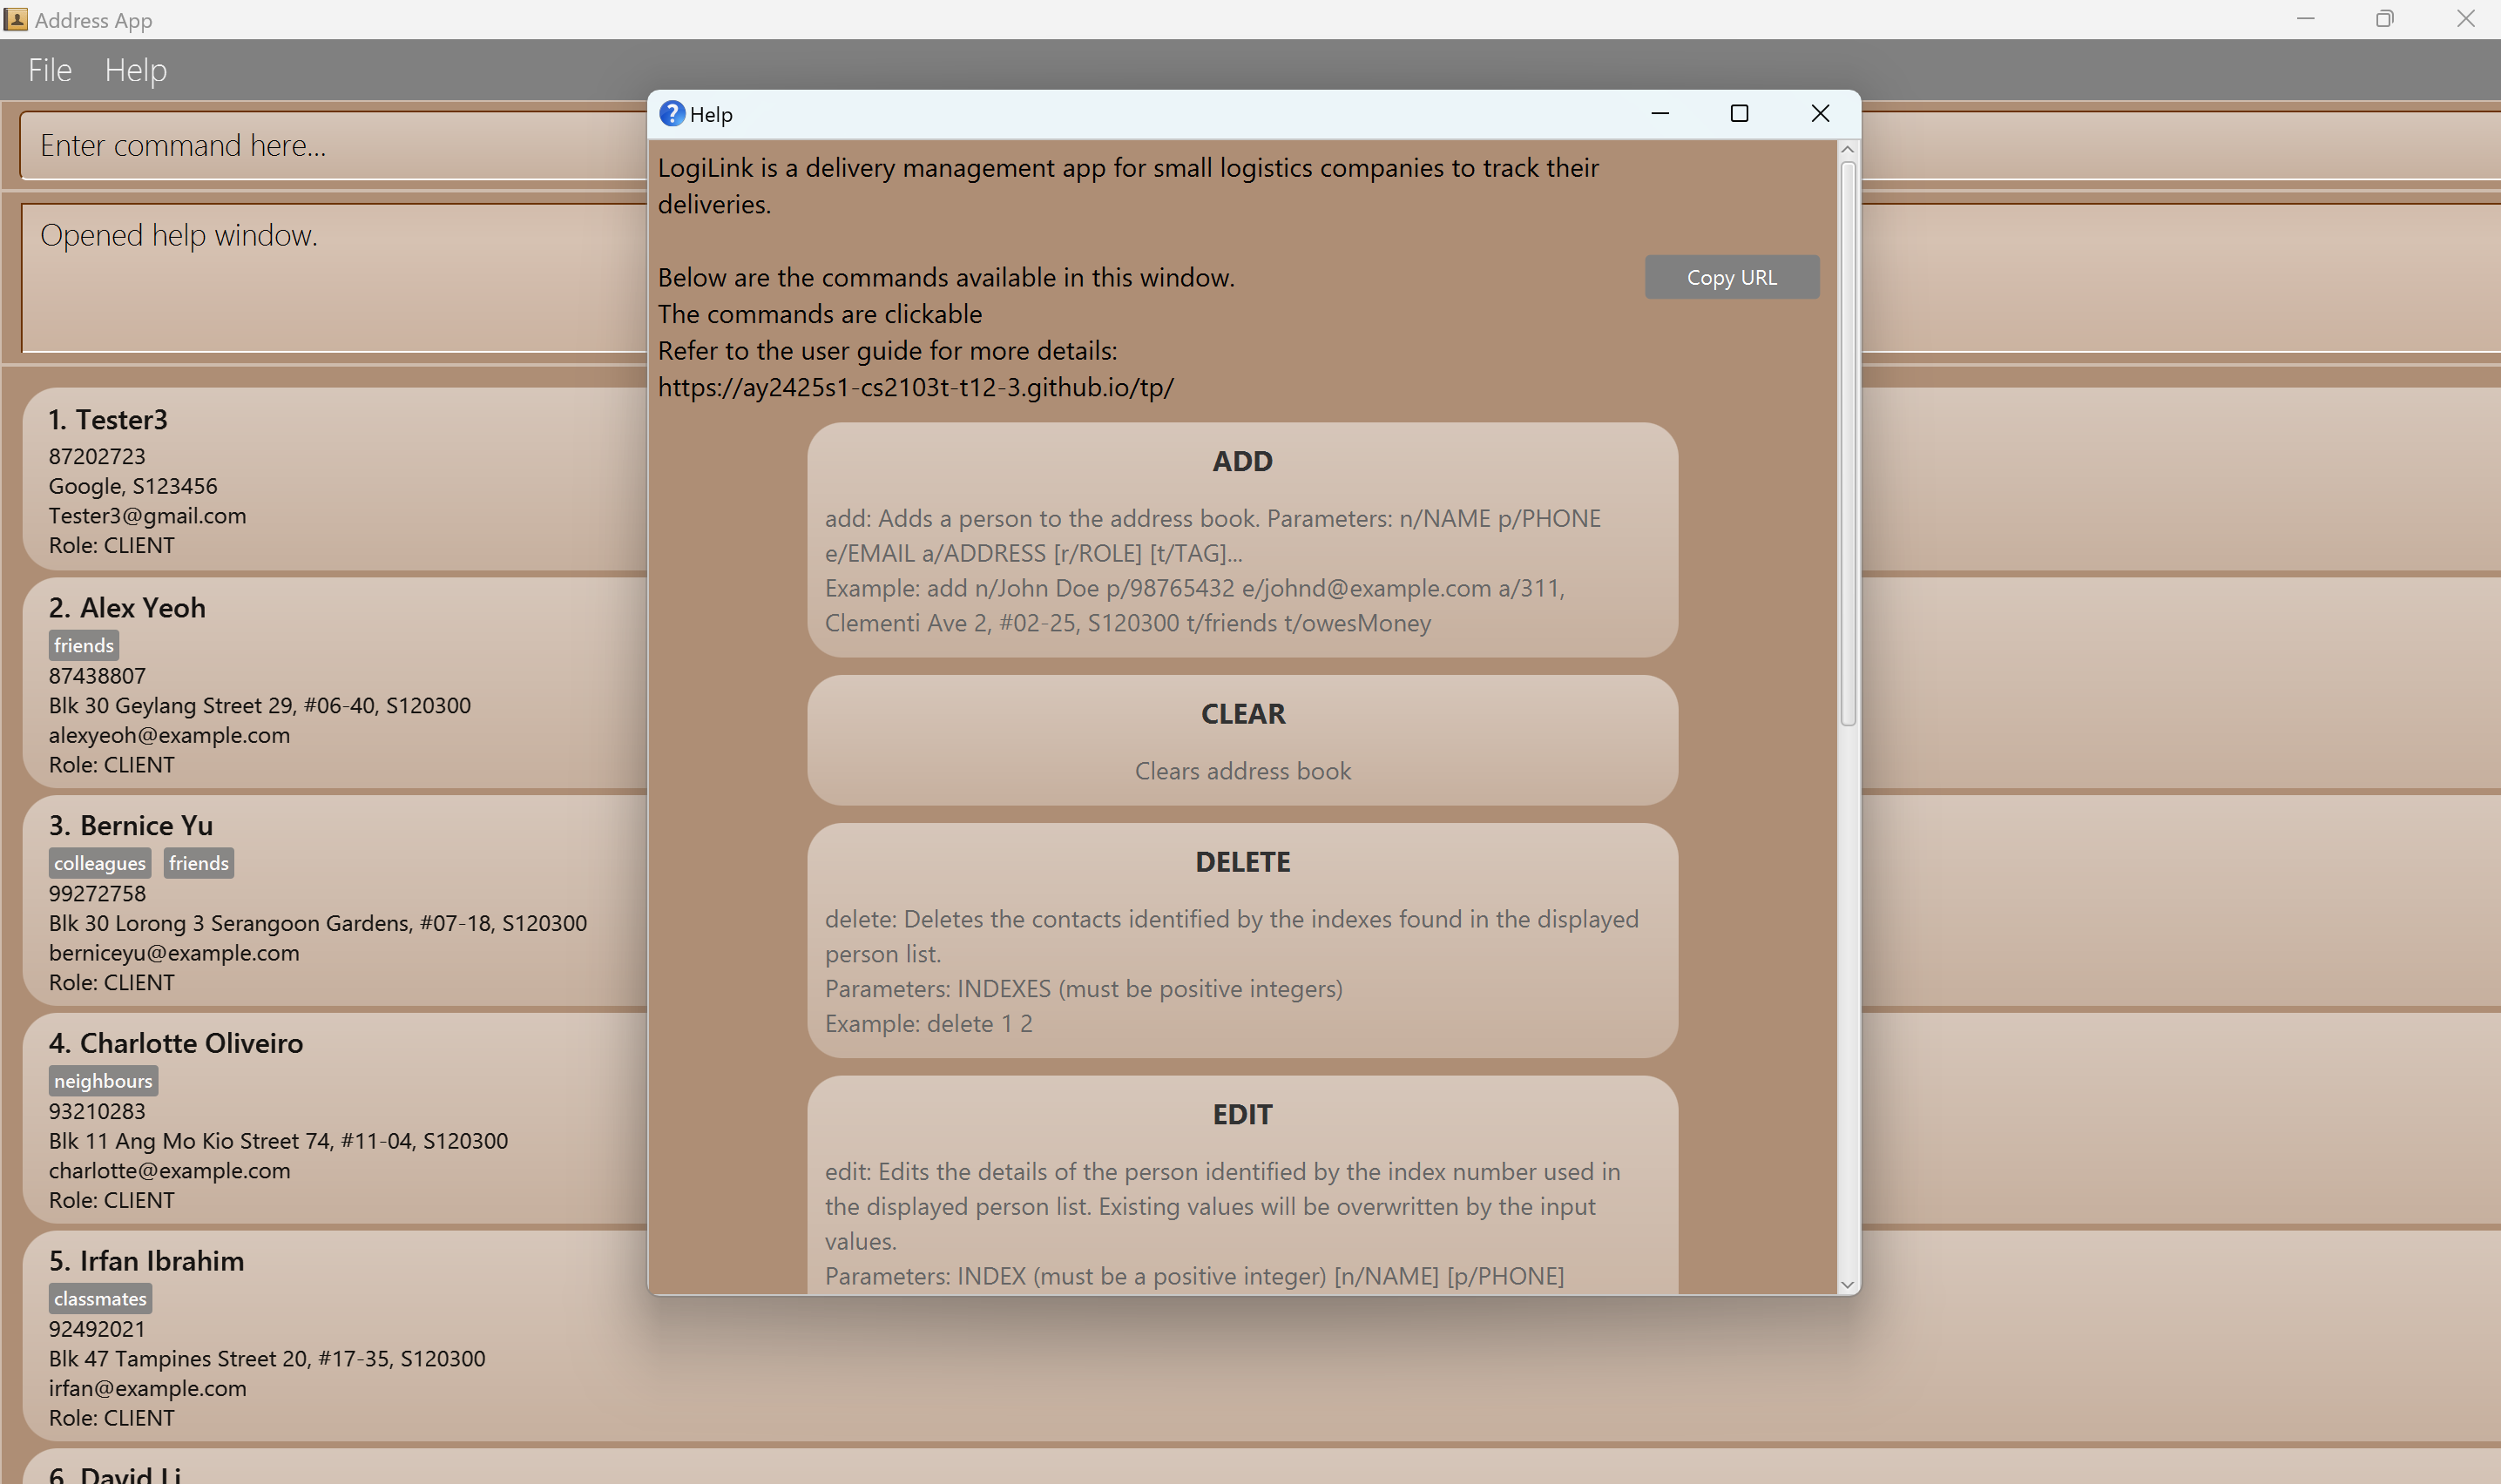 Address App
File Help
Enter command here...
Opened help window.
1. Tester3
87202723
Google, S123456
Tester3@gmail.com
Role: CLIENT
2. Alex Yeoh
friends
87438807
Blk 30 Geylang Street 29, #06-40, S120300
alexyeoh@example.com
Role: CLIENT
3. Bernice Yu
colleagues friends
99272758
Blk 30 Lorong 3 Serangoon Gardens, #07-18, S120300
berniceyu@example.com
Role: CLIENT
4. Charlotte Oliveiro
neighbours
93210283
Blk 11 Ang Mo Kio Street 74, #11-04, S120300
charlotte@example.com
Role: CLIENT
5. Irfan Ibrahim
classmates
92492021
Blk 47 Tampines Street 20, #17-35, S120300
irfan@example.com
Role: CLIENT
6. David Li
Help
LogiLink is a delivery management app for small logistics companies to track their
deliveries.
Below are the commands available in this window.
The commands are clickable
Refer to the user guide for more details:
https://ay2425s1-cs2103t-t12-3.github.io/tp/
Copy URL
ADD
add: Adds a person to the address book. Parameters: n/NAME p/PHONE
e/EMAIL a/ADDRESS [r/ROLE] [t/TAG]...
Example: add n/John Doe p/98765432 e/johnd@example.com a/311,
Clementi Ave 2, #02-25, S120300 t/friends t/owesMoney
CLEAR
Clears address book
DELETE
delete: Deletes the contacts identified by the indexes found in the displayed
person list.
Parameters: INDEXES (must be positive integers)
Example: delete 1 2
EDIT
edit: Edits the details of the person identified by the index number used in
the displayed person list. Existing values will be overwritten by the input
values.
Parameters: INDEX (must be a positive integer) [n/NAME] [p/PHONE]